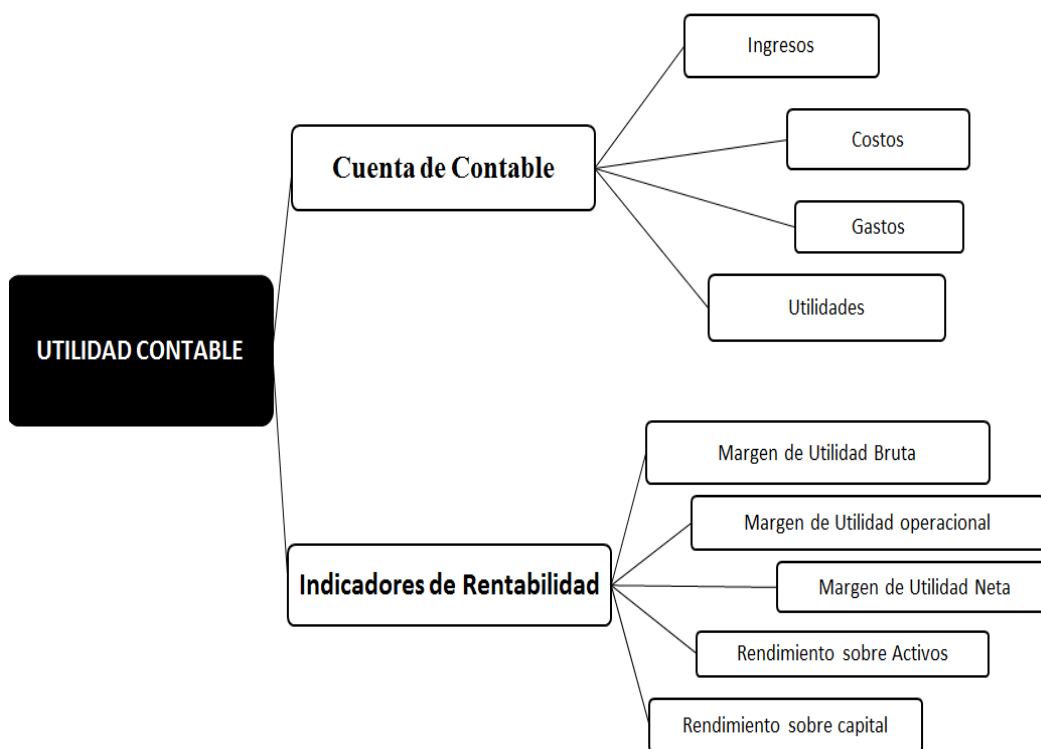 UTILIDAD CONTABLE
Cuenta de Contable
Ingresos
Costos
Gastos
Utilidades
Indicadores de Rentabilidad
Margen de Utilidad Bruta
Margen de Utilidad operacional
Margen de Utilidad Neta
Rendimiento sobre Activos
Rendimiento sobre capital